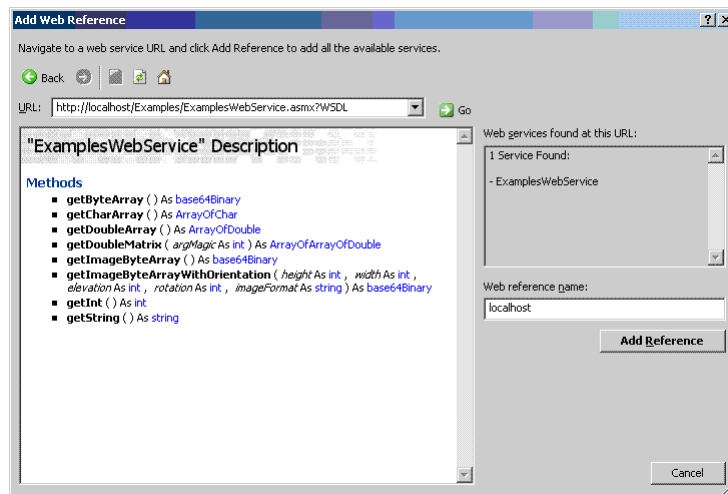 Add Web Reference
Navigate to a web service URL and click Add Reference to add all the available services.
Back
URL: http://localhost/Examples/ExamplesWebService.asmx?WSDL Go
"ExamplesWebService" Description
Methods
getByteArray ( ) As base64Binary
getCharArray ( ) As ArrayOfChar
getDoubleArray ( ) As ArrayOfDouble
getDoubleMatrix ( argMagic As int ) As ArrayOfArrayOfDouble
getImageByteArray ( ) As base64Binary
getImageByteArrayWithOrientation ( height As int , width As int ,
elevation As int , rotation As int , imageFormat As string ) As base64Binary
getInt ( ) As int
getString ( ) As string
Web services found at this URL:
1 Service Found:
- ExamplesWebService
Web reference name:
localhost
Add Reference
Cancel